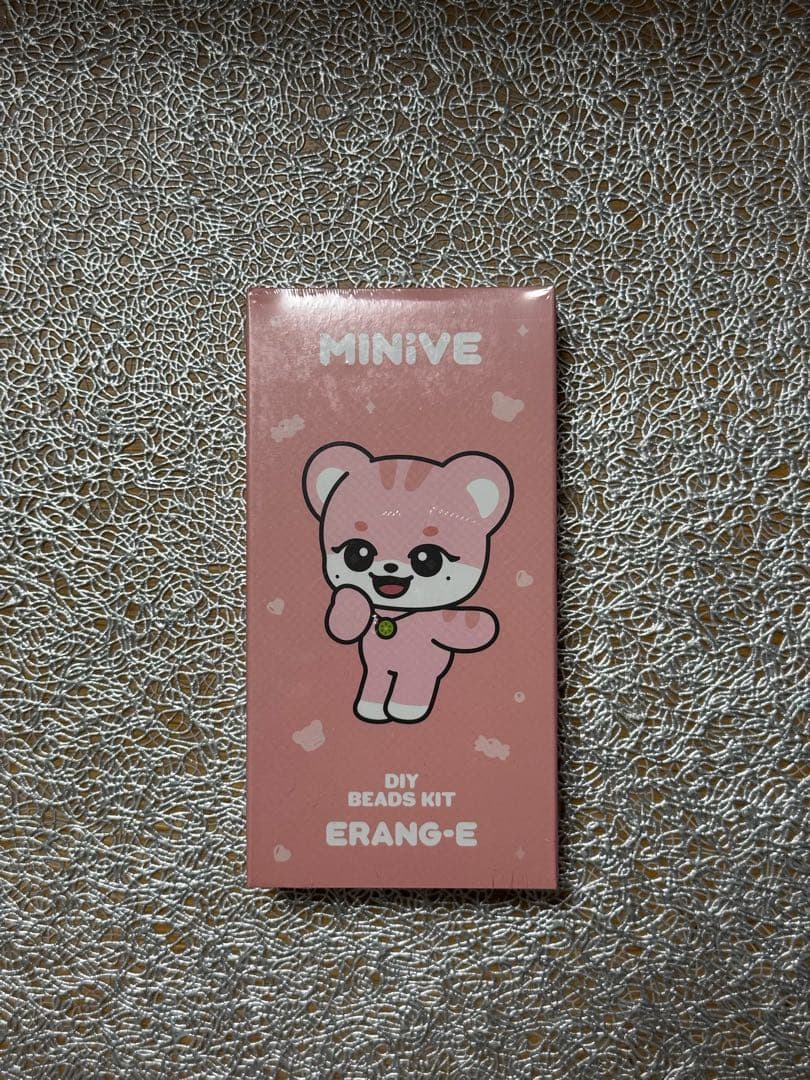 MINiVE
DIY
BEADS KIT
ERANG-E